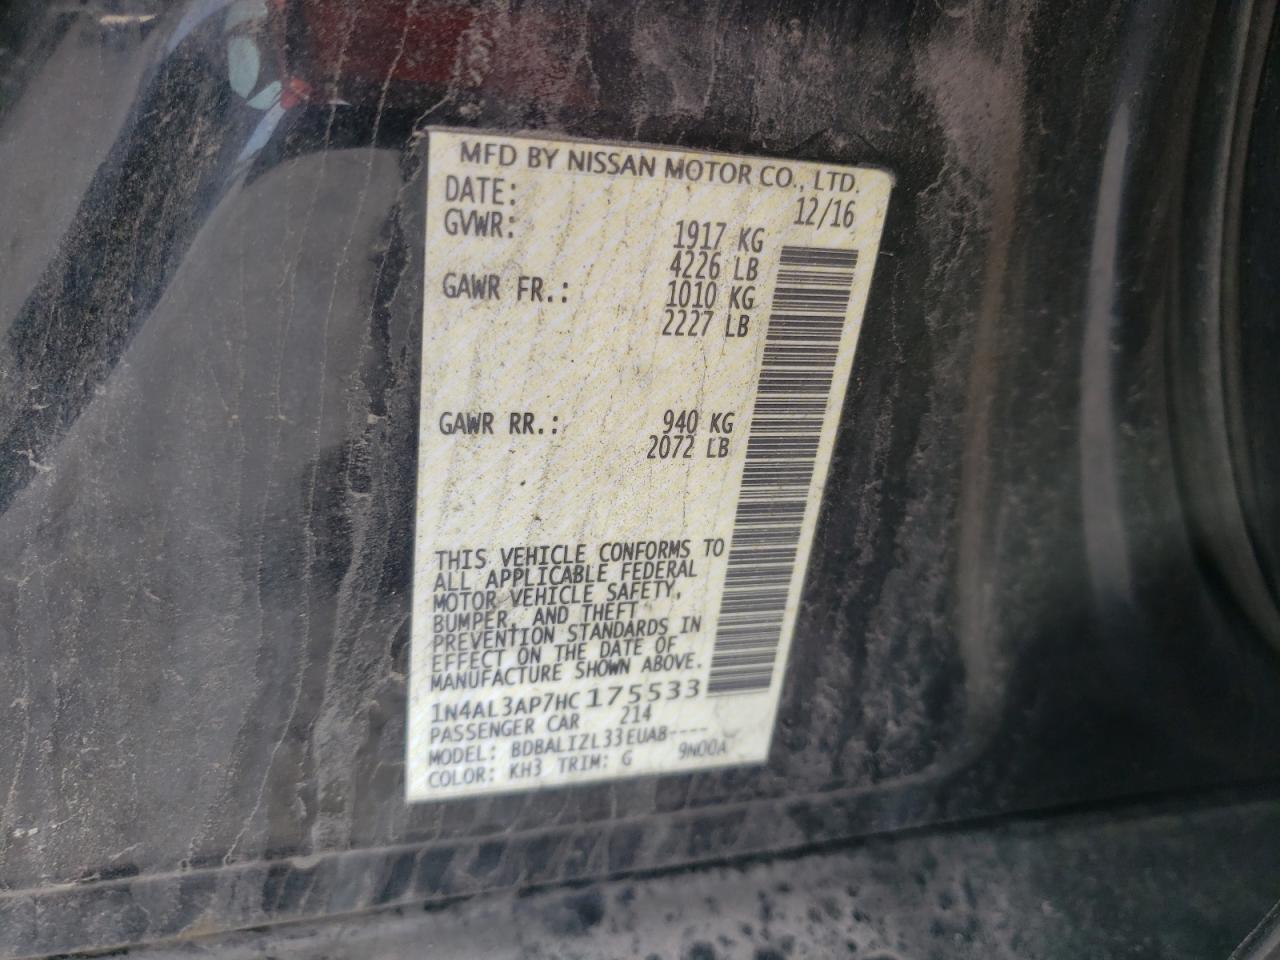 MFD BY NISSAN MOTOR CO., LTD.
DATE: 12/16
GVWR: 1917 KG
4226 LB
GAWR FR.: 1010 KG
2227 LB
GAWR RR.: 940 KG
2072 LB
THIS VEHICLE CONFORMS TO
ALL APPLICABLE FEDERAL
MOTOR VEHICLE SAFETY,
BUMPER, AND THEFT
PREVENTION STANDARDS IN
EFFECT ON THE DATE OF
MANUFACTURE SHOWN ABOVE.
1N4AL3AP7HC175533
PASSENGER CAR 214
MODEL: BDBALIZL33EUAB----
COLOR: KH3 TRIM: G 9N00A